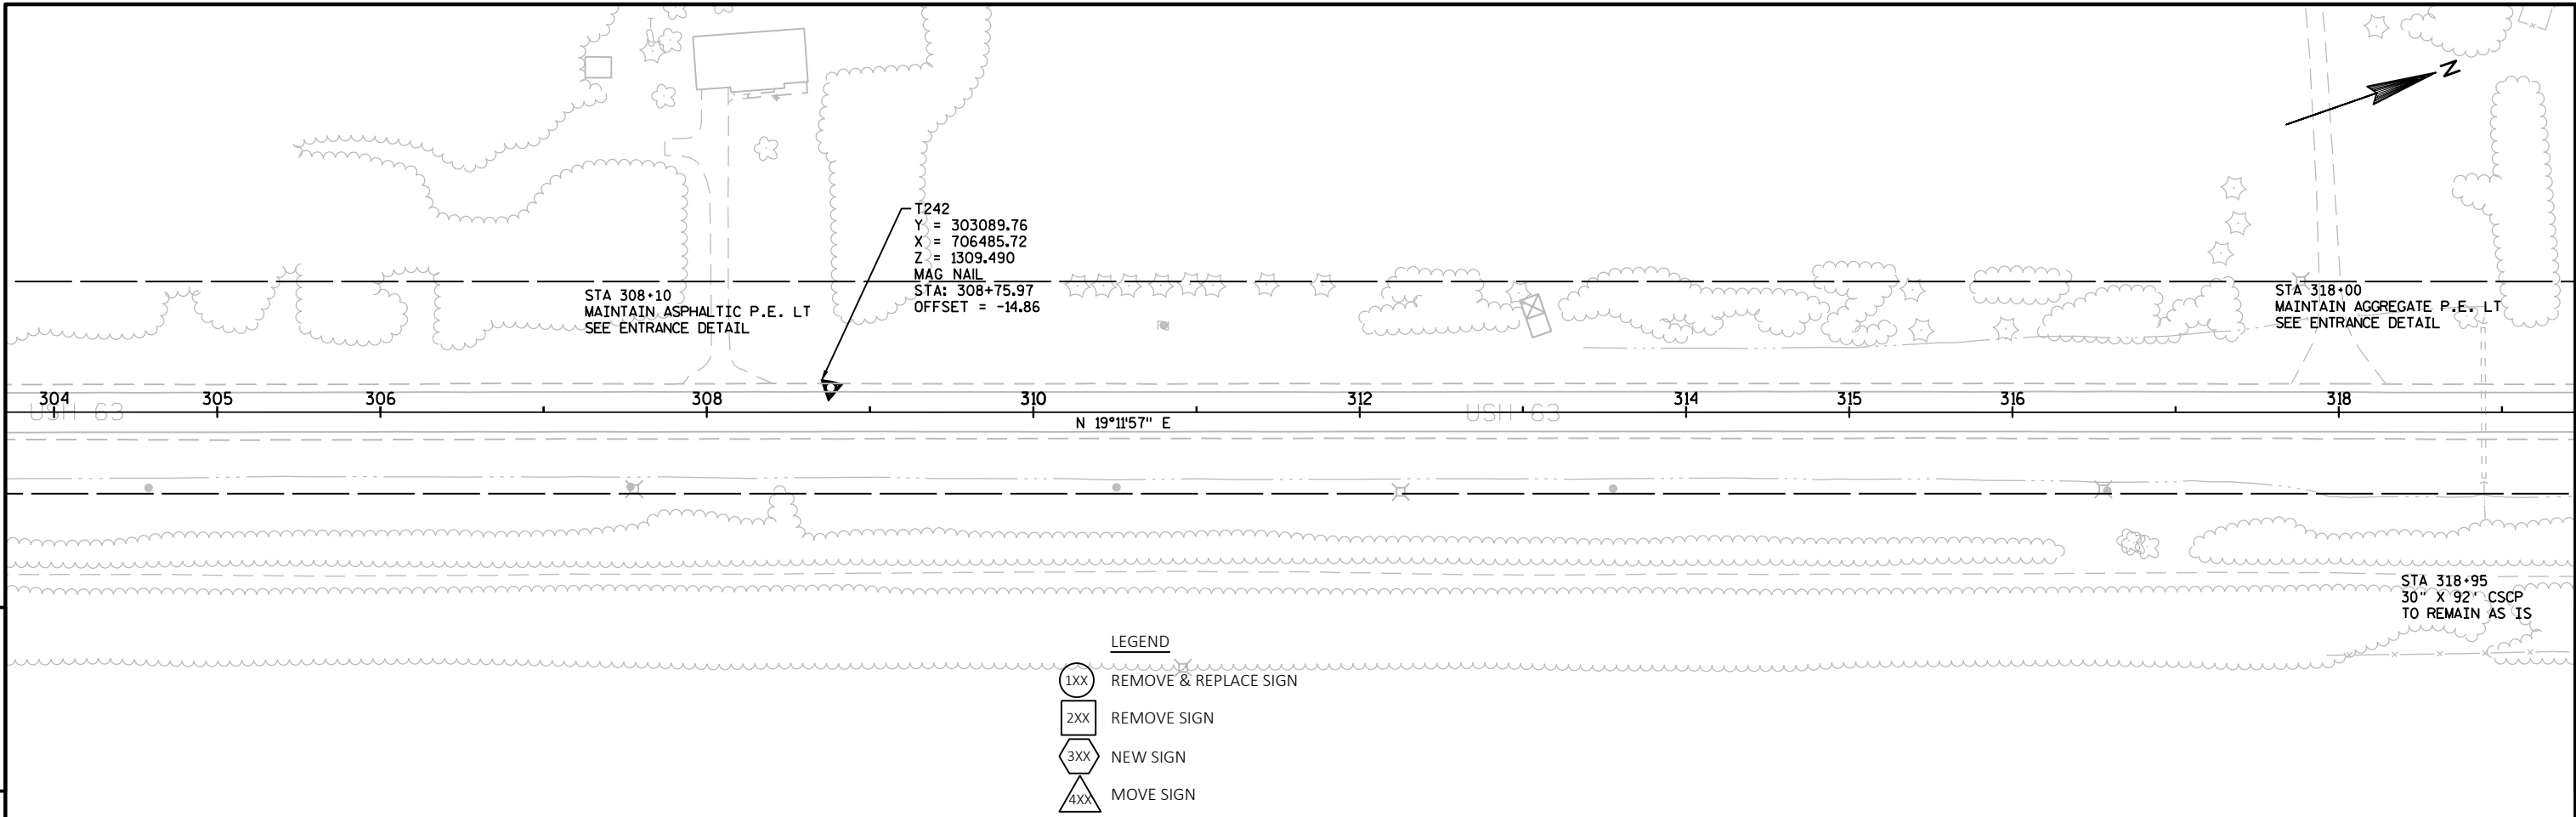 N
T242
Y = 303089.76
X = 706485.72
Z = 1309.490
MAG NAIL
STA: 308+75.97
OFFSET = -14.86
STA 308+10
MAINTAIN ASPHALTIC P.E. LT
SEE ENTRANCE DETAIL
STA 318+00
MAINTAIN AGGREGATE P.E. LT
SEE ENTRANCE DETAIL
304 305 306 308 310 312 314 315 316 318
USH 63 USH 63
N 19°11'57" E
STA 318+95
30" X 92' CSCP
TO REMAIN AS IS
LEGEND
1XX REMOVE & REPLACE SIGN
2XX REMOVE SIGN
3XX NEW SIGN
4XX MOVE SIGN